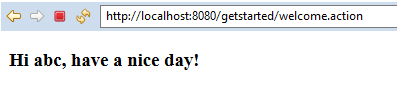 http://localhost:8080/getstarted/welcome.action
Hi abc, have a nice day!